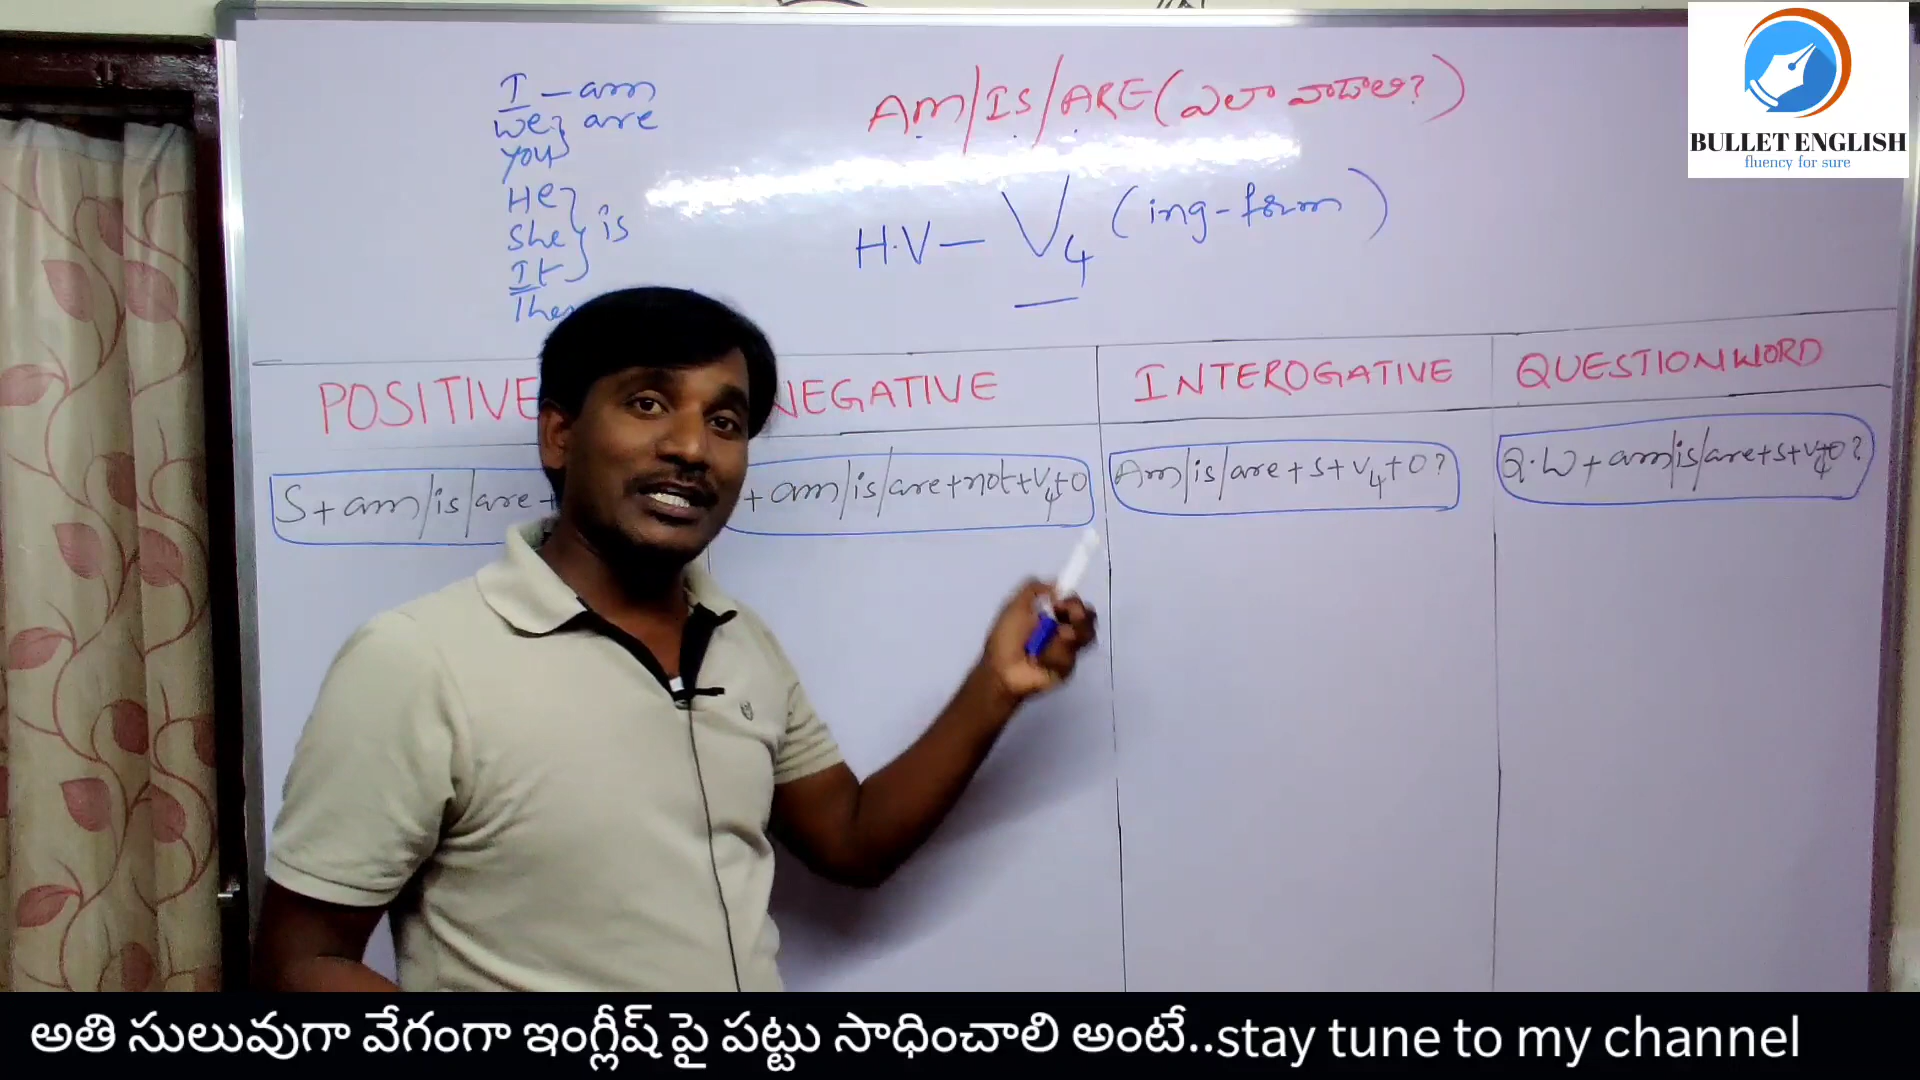 I - am
we } are
you
He
she } is
It
AM/IS/ARE (ఎలా వాడాలి?)
H.V - V4 (ing-form)
POSITIVE
NEGATIVE
INTEROGATIVE
QUESTION WORD
S+am/is/are+
+am/is/are+not+V4+O
Am/is/are+s+V4+O?
Q.W+am/is/are+s+V4+O?
BULLET ENGLISH
fluency for sure
అతి సులువుగా వేగంగా ఇంగ్లీష్ పై పట్టు సాధించాలి అంటే..stay tune to my channel